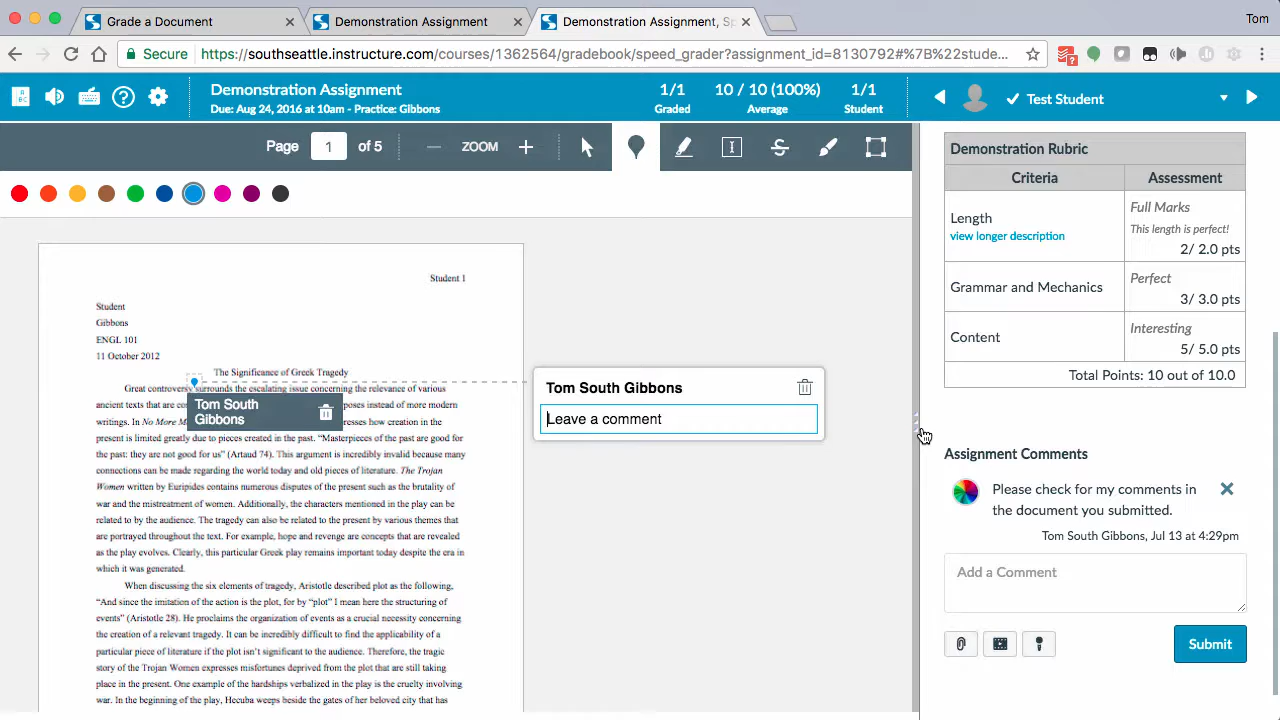 Grade a Document
Demonstration Assignment
Demonstration Assignment, Sp
Tom
Secure
https://southseattle.instructure.com/courses/1362564/gradebook/speed_grader?assignment_id=8130792#%7B%22stude...
Demonstration Assignment
Due: Aug 24, 2016 at 10am - Practice: Gibbons
1/1
Graded
10 / 10 (100%)
Average
1/1
Student
Test Student
Page
1
of 5
ZOOM
Student 1
Student
Gibbons
ENGL 101
11 October 2012
The Significance of Greek Tragedy
Great controversy surrounds the escalating issue concerning the relevance of various
ancient texts that are co
poses instead of more modern
writings. In No More M
resses how creation in the
present is limited greatly due to pieces created in the past. “Masterpieces of the past are good for
the past: they are not good for us” (Artaud 74). This argument is incredibly invalid because many
connections can be made regarding the world today and old pieces of literature. The Trojan
Women written by Euripides contains numerous disputes of the present such as the brutality of
war and the mistreatment of women. Additionally, the characters mentioned in the play can be
related to by the audience. The tragedy can also be related to the present by various themes that
are portrayed throughout the text. For example, hope and revenge are concepts that are revealed
as the play evolves. Clearly, this particular Greek play remains important today despite the era in
which it was generated.
When discussing the six elements of tragedy, Aristotle described plot as the following,
“And since the imitation of the action is the plot, for by “plot” I mean here the structuring of
events” (Aristotle 28). He proclaims the organization of events as a crucial necessity concerning
the creation of a relevant tragedy. It can be incredibly difficult to find the applicability of a
particular piece of literature if the plot isn’t significant to the audience. Therefore, the tragic
story of the Trojan Women expresses misfortunes deprived from the plot that are still taking
place in the present. One example of the hardships verbalized in the play is the cruelty involving
war. In the beginning of the play, Hecuba weeps beside the gates of her beloved city that has
Tom South
Gibbons
Tom South Gibbons
Leave a comment
Demonstration Rubric
Criteria
Assessment
Length
view longer description
Full Marks
This length is perfect!
2/ 2.0 pts
Grammar and Mechanics
Perfect
3/ 3.0 pts
Content
Interesting
5/ 5.0 pts
Total Points: 10 out of 10.0
Assignment Comments
Please check for my comments in
the document you submitted.
Tom South Gibbons, Jul 13 at 4:29pm
Add a Comment
Submit